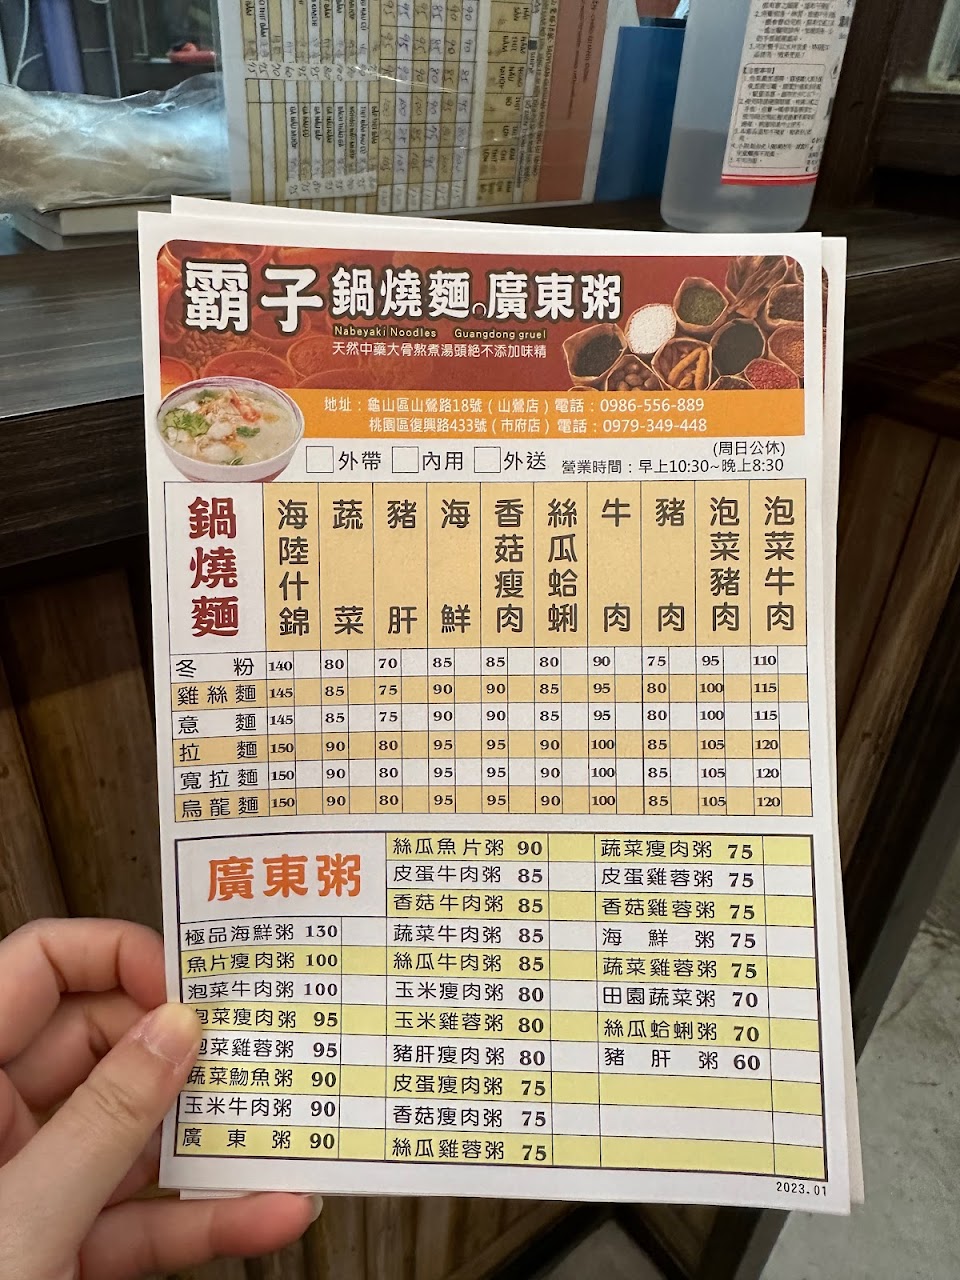 霸子鍋燒麵。廣東粥
Nabeyaki Noodles Guangdong gruel
天然中藥大骨熬煮湯頭絕不添加味精
地址：龜山區山鶯路18號（山鶯店）電話：0986-556-889
桃園區復興路433號（市府店）電話：0979-349-448
(周日公休)
外帶 內用 外送 營業時間：早上10:30~晚上8:30
鍋燒麵 海陸什錦 蔬菜 豬肝 海鮮 香菇瘦肉 絲瓜蛤蜊 牛肉 豬肉 泡菜豬肉 泡菜牛肉
冬粉 140 80 70 85 85 80 90 75 95 110
雞絲麵 145 85 75 90 90 85 95 80 100 115
意麵 145 85 75 90 90 85 95 80 100 115
拉麵 150 90 80 95 95 90 100 85 105 120
寬拉麵 150 90 80 95 95 90 100 85 105 120
烏龍麵 150 90 80 95 95 90 100 85 105 120
廣東粥
極品海鮮粥 130
魚片瘦肉粥 100
泡菜牛肉粥 100
泡菜瘦肉粥 95
泡菜雞蓉粥 95
蔬菜魩魚粥 90
玉米牛肉粥 90
廣東粥 90
絲瓜魚片粥 90
皮蛋牛肉粥 85
香菇牛肉粥 85
蔬菜牛肉粥 85
絲瓜牛肉粥 85
玉米瘦肉粥 80
玉米雞蓉粥 80
豬肝瘦肉粥 80
皮蛋瘦肉粥 75
香菇瘦肉粥 75
絲瓜雞蓉粥 75
蔬菜瘦肉粥 75
皮蛋雞蓉粥 75
香菇雞蓉粥 75
海鮮粥 75
蔬菜雞蓉粥 75
田園蔬菜粥 70
絲瓜蛤蜊粥 70
豬肝粥 60
2023.01